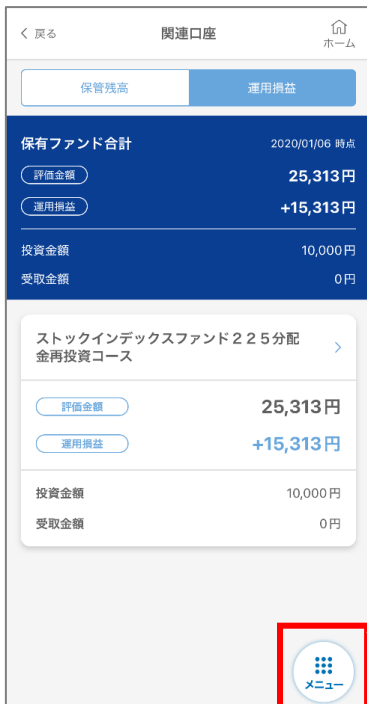 戻る
関連口座
ホーム
保管残高
運用損益
保有ファンド合計
2020/01/06 時点
評価金額
25,313円
運用損益
+15,313円
投資金額
10,000円
受取金額
0円
ストックインデックスファンド２２５分配
金再投資コース
評価金額
25,313円
運用損益
+15,313円
投資金額
10,000円
受取金額
0円
メニュー